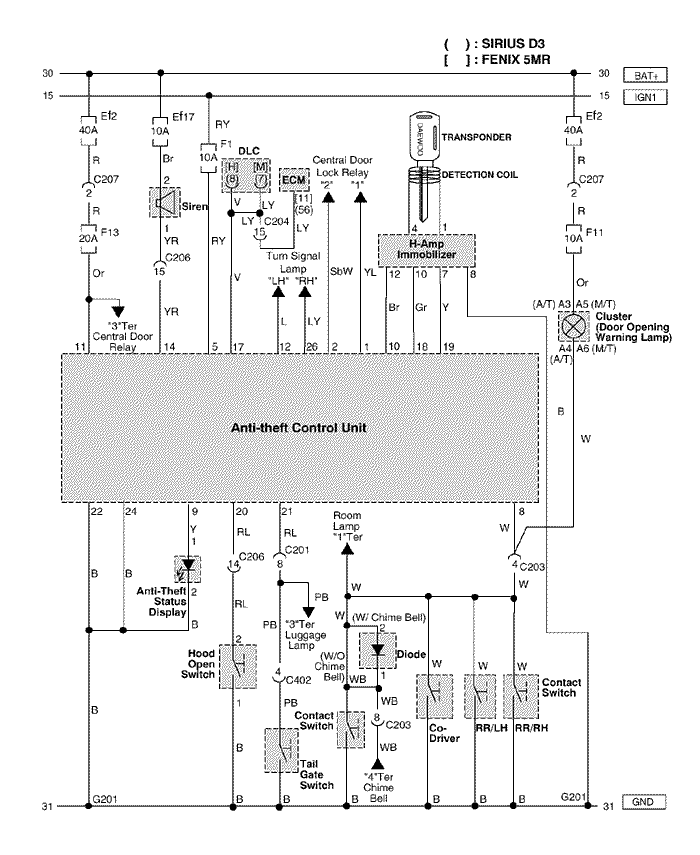 ( ) : SIRIUS D3
[ ] : FENIX 5MR
30
30
BAT+
15
15
IGN1
Ef2
40A
Ef17
10A
RY
F1
10A
DLC
[H]
(8)
[M]
(7)
ECM
[11]
(56)
Central Door
Lock Relay
"2" "1"
DAEWOO
TRANSPONDER
DETECTION COIL
Ef2
40A
R
C207
2
R
F13
20A
Or
"3"Ter
Central Door
Relay
Br
2
Siren
1
YR
C206
15
YR
RY
V
LY
LY
C204
15
LY
V
Turn Signal
Lamp
"LH" "RH"
L
LY
SbW
YL
4
1
H-Amp
Immobilizer
12
10
7
8
Br
Gr
Y
R
C207
2
R
F11
10A
Or
(A/T) A3
A5 (M/T)
Cluster
(Door Opening
Warning Lamp)
A4
A6 (M/T)
(A/T)
B
W
11
14
5
17
12
26
2
1
10
18
19
Anti-theft Control Unit
22
24
9
20
21
8
Y
1
RL
RL
Room
Lamp
"1"Ter
W
C206
14
C201
8
4
C203
B
B
Anti-Theft
Status
Display
2
B
RL
PB
"3"Ter
Luggage
Lamp
W
W
W
(W/ Chime Bell)
2
Diode
1
(W/O
Chime
Bell)
WB
WB
Hood
Open
Switch
2
1
PB
4
C402
PB
W
W
W
Contact
Switch
Contact
Switch
8
C203
WB
Co-
Driver
RR/LH
RR/RH
B
B
Tail
Gate
Switch
"4"Ter
Chime
Bell
31
G201
B
B
B
B
B
B
G201
31
GND